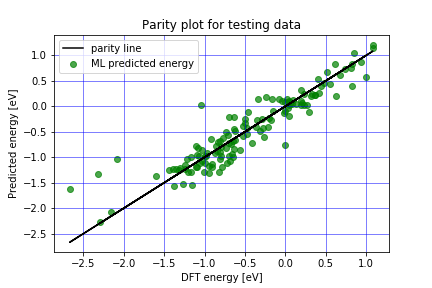 Parity plot for testing data
parity line
ML predicted energy
Predicted energy [eV]
1.0
0.5
0.0
−0.5
−1.0
−1.5
−2.0
−2.5
−2.5 −2.0 −1.5 −1.0 −0.5 0.0 0.5 1.0
DFT energy [eV]